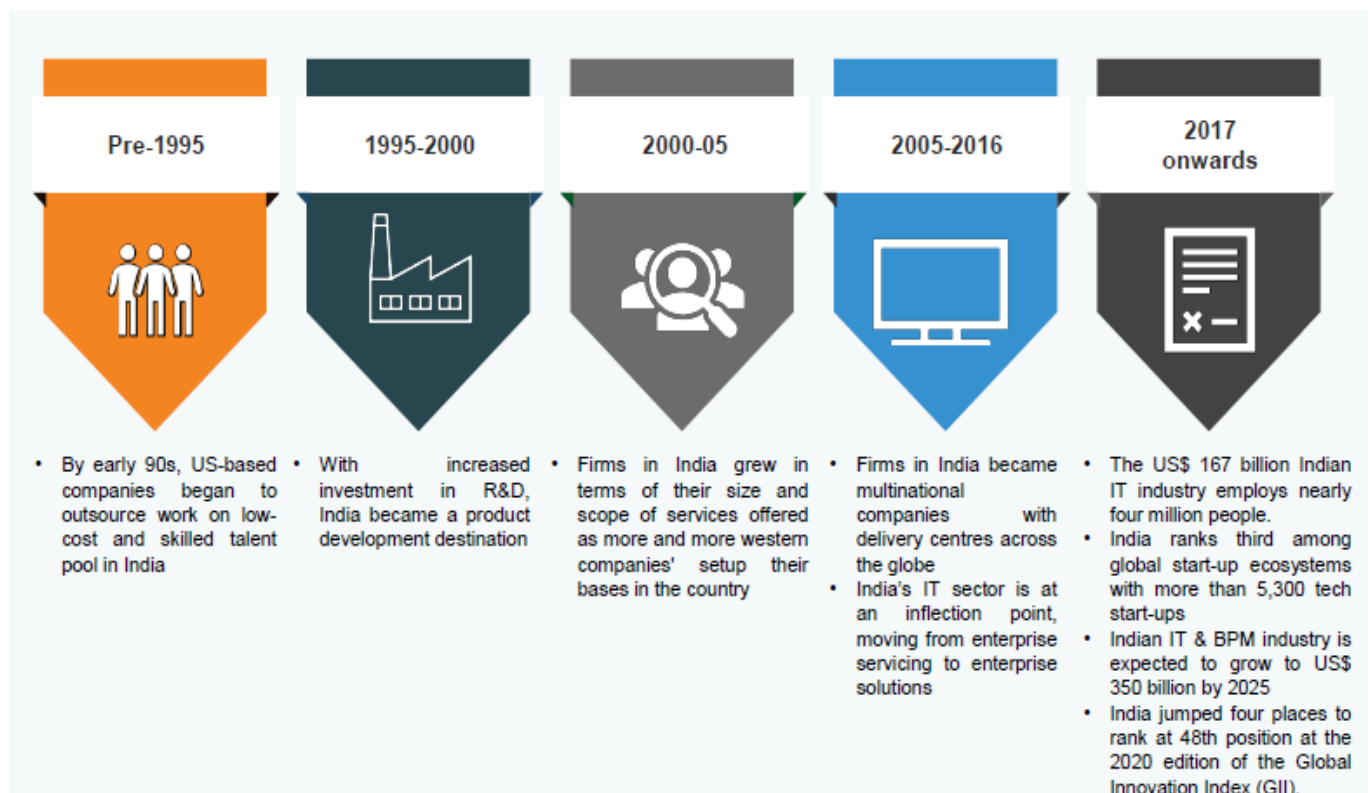 Pre-1995
1995-2000
2000-05
2005-2016
2017
onwards
• By early 90s, US-based
companies began to
outsource work on low-
cost and skilled talent
pool in India
• With increased
investment in R&D,
India became a product
development destination
• Firms in India grew in
terms of their size and
scope of services offered
as more and more western
companies' setup their
bases in the country
• Firms in India became
multinational
companies with
delivery centres across
the globe
• India's IT sector is at
an inflection point,
moving from enterprise
servicing to enterprise
solutions
• The US$ 167 billion Indian
IT industry employs nearly
four million people.
• India ranks third among
global start-up ecosystems
with more than 5,300 tech
start-ups
• Indian IT & BPM industry is
expected to grow to US$
350 billion by 2025
• India jumped four places to
rank at 48th position at the
2020 edition of the Global
Innovation Index (GII).